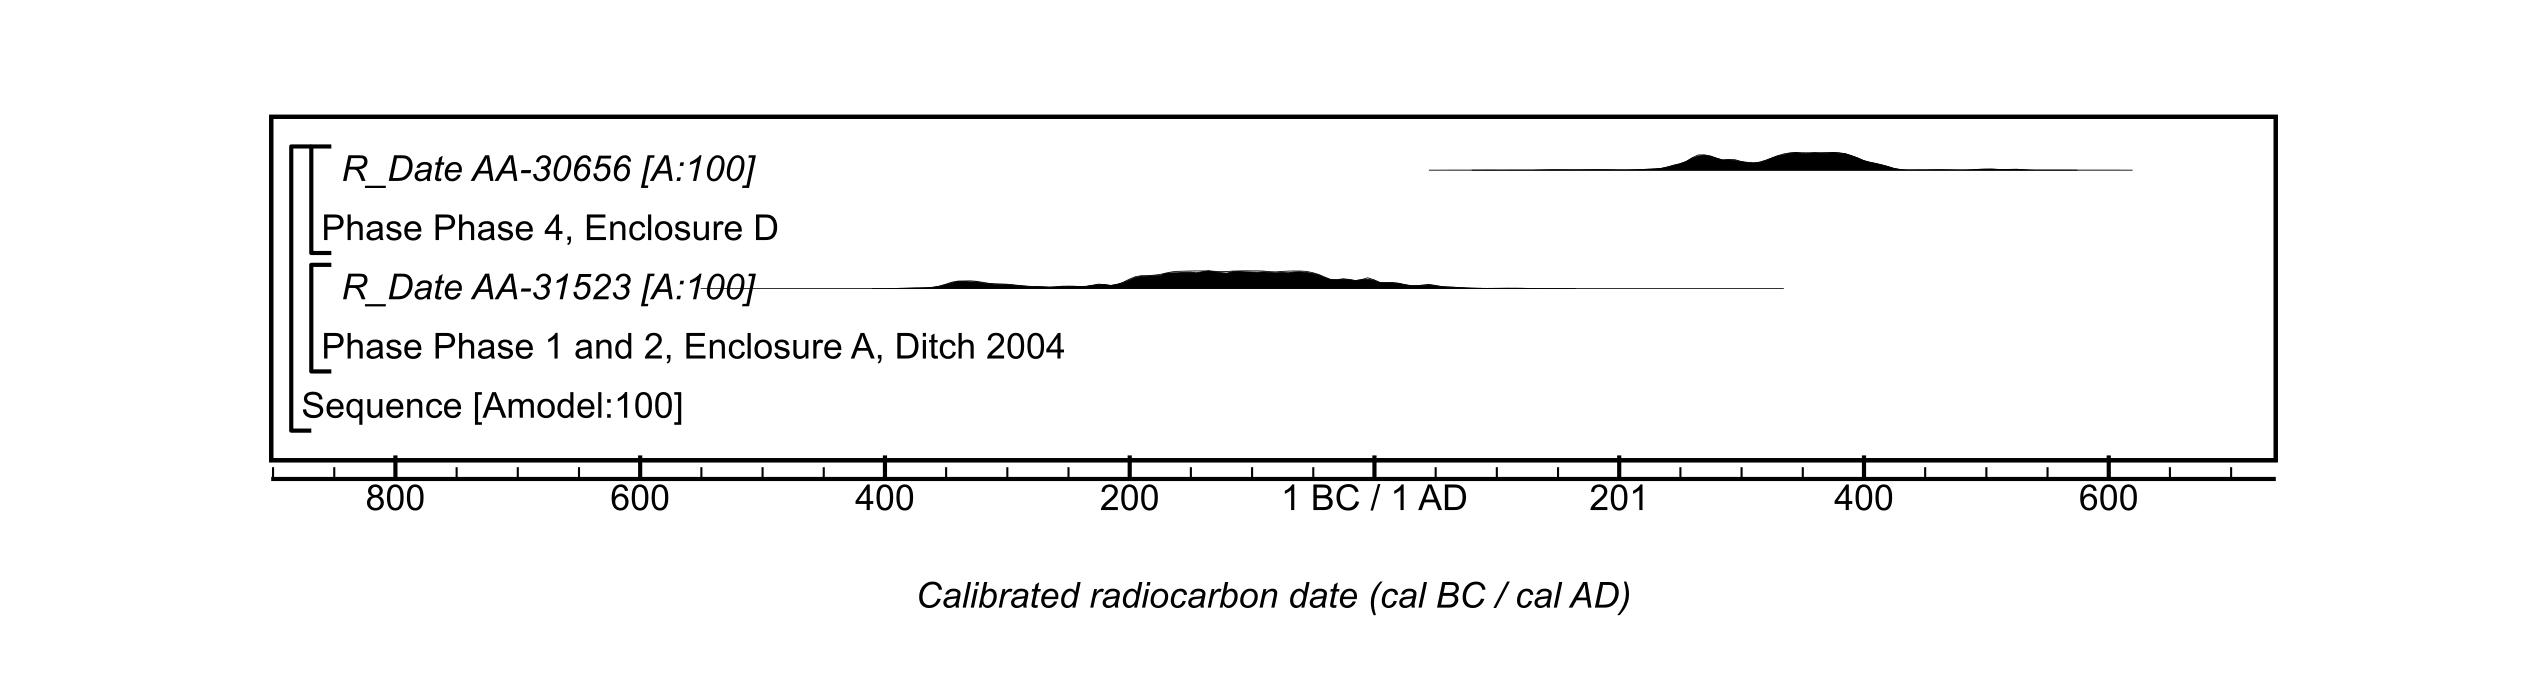 R_Date AA-30656 [A:100]
Phase Phase 4, Enclosure D
R_Date AA-31523 [A:100]
Phase Phase 1 and 2, Enclosure A, Ditch 2004
Sequence [Amodel:100]
800 600 400 200 1 BC / 1 AD 201 400 600
Calibrated radiocarbon date (cal BC / cal AD)